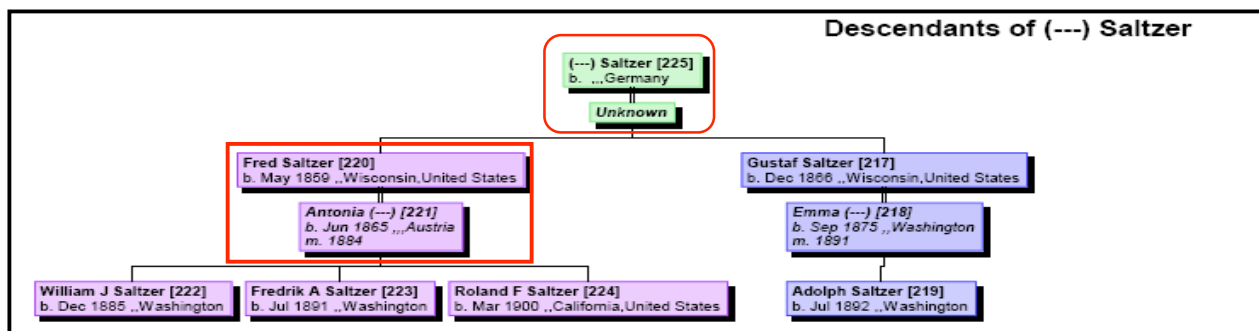 Descendants of (---) Saltzer
(---) Saltzer [225]
b. ,,,Germany
Unknown
Fred Saltzer [220]
b. May 1859 ,,Wisconsin,United States
Antonia (---) [221]
b. Jun 1865 ,,,Austria
m. 1884
Gustaf Saltzer [217]
b. Dec 1866 ,,Wisconsin,United States
Emma (---) [218]
b. Sep 1875 ,,Washington
m. 1891
William J Saltzer [222]
b. Dec 1885 ,,Washington
Fredrik A Saltzer [223]
b. Jul 1891 ,,Washington
Roland F Saltzer [224]
b. Mar 1900 ,,California,United States
Adolph Saltzer [219]
b. Jul 1892 ,,Washington